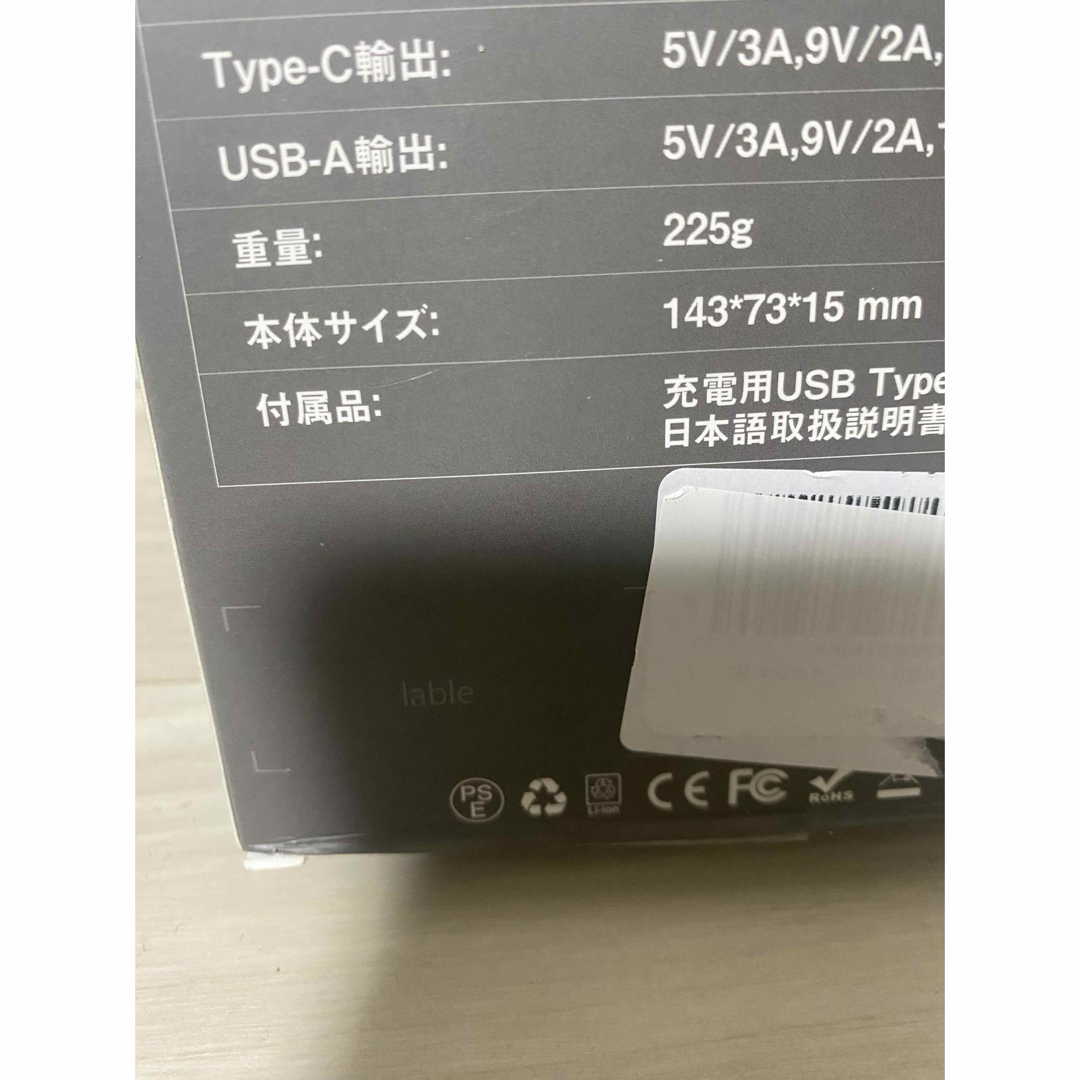 Type-C輸出: 5V/3A,9V/2A,
USB-A輸出: 5V/3A,9V/2A,
重量: 225g
本体サイズ: 143*73*15 mm
付属品: 充電用USB Type
日本語取扱説明書
lable
PS
E
Li-ion
CE FC RoHS